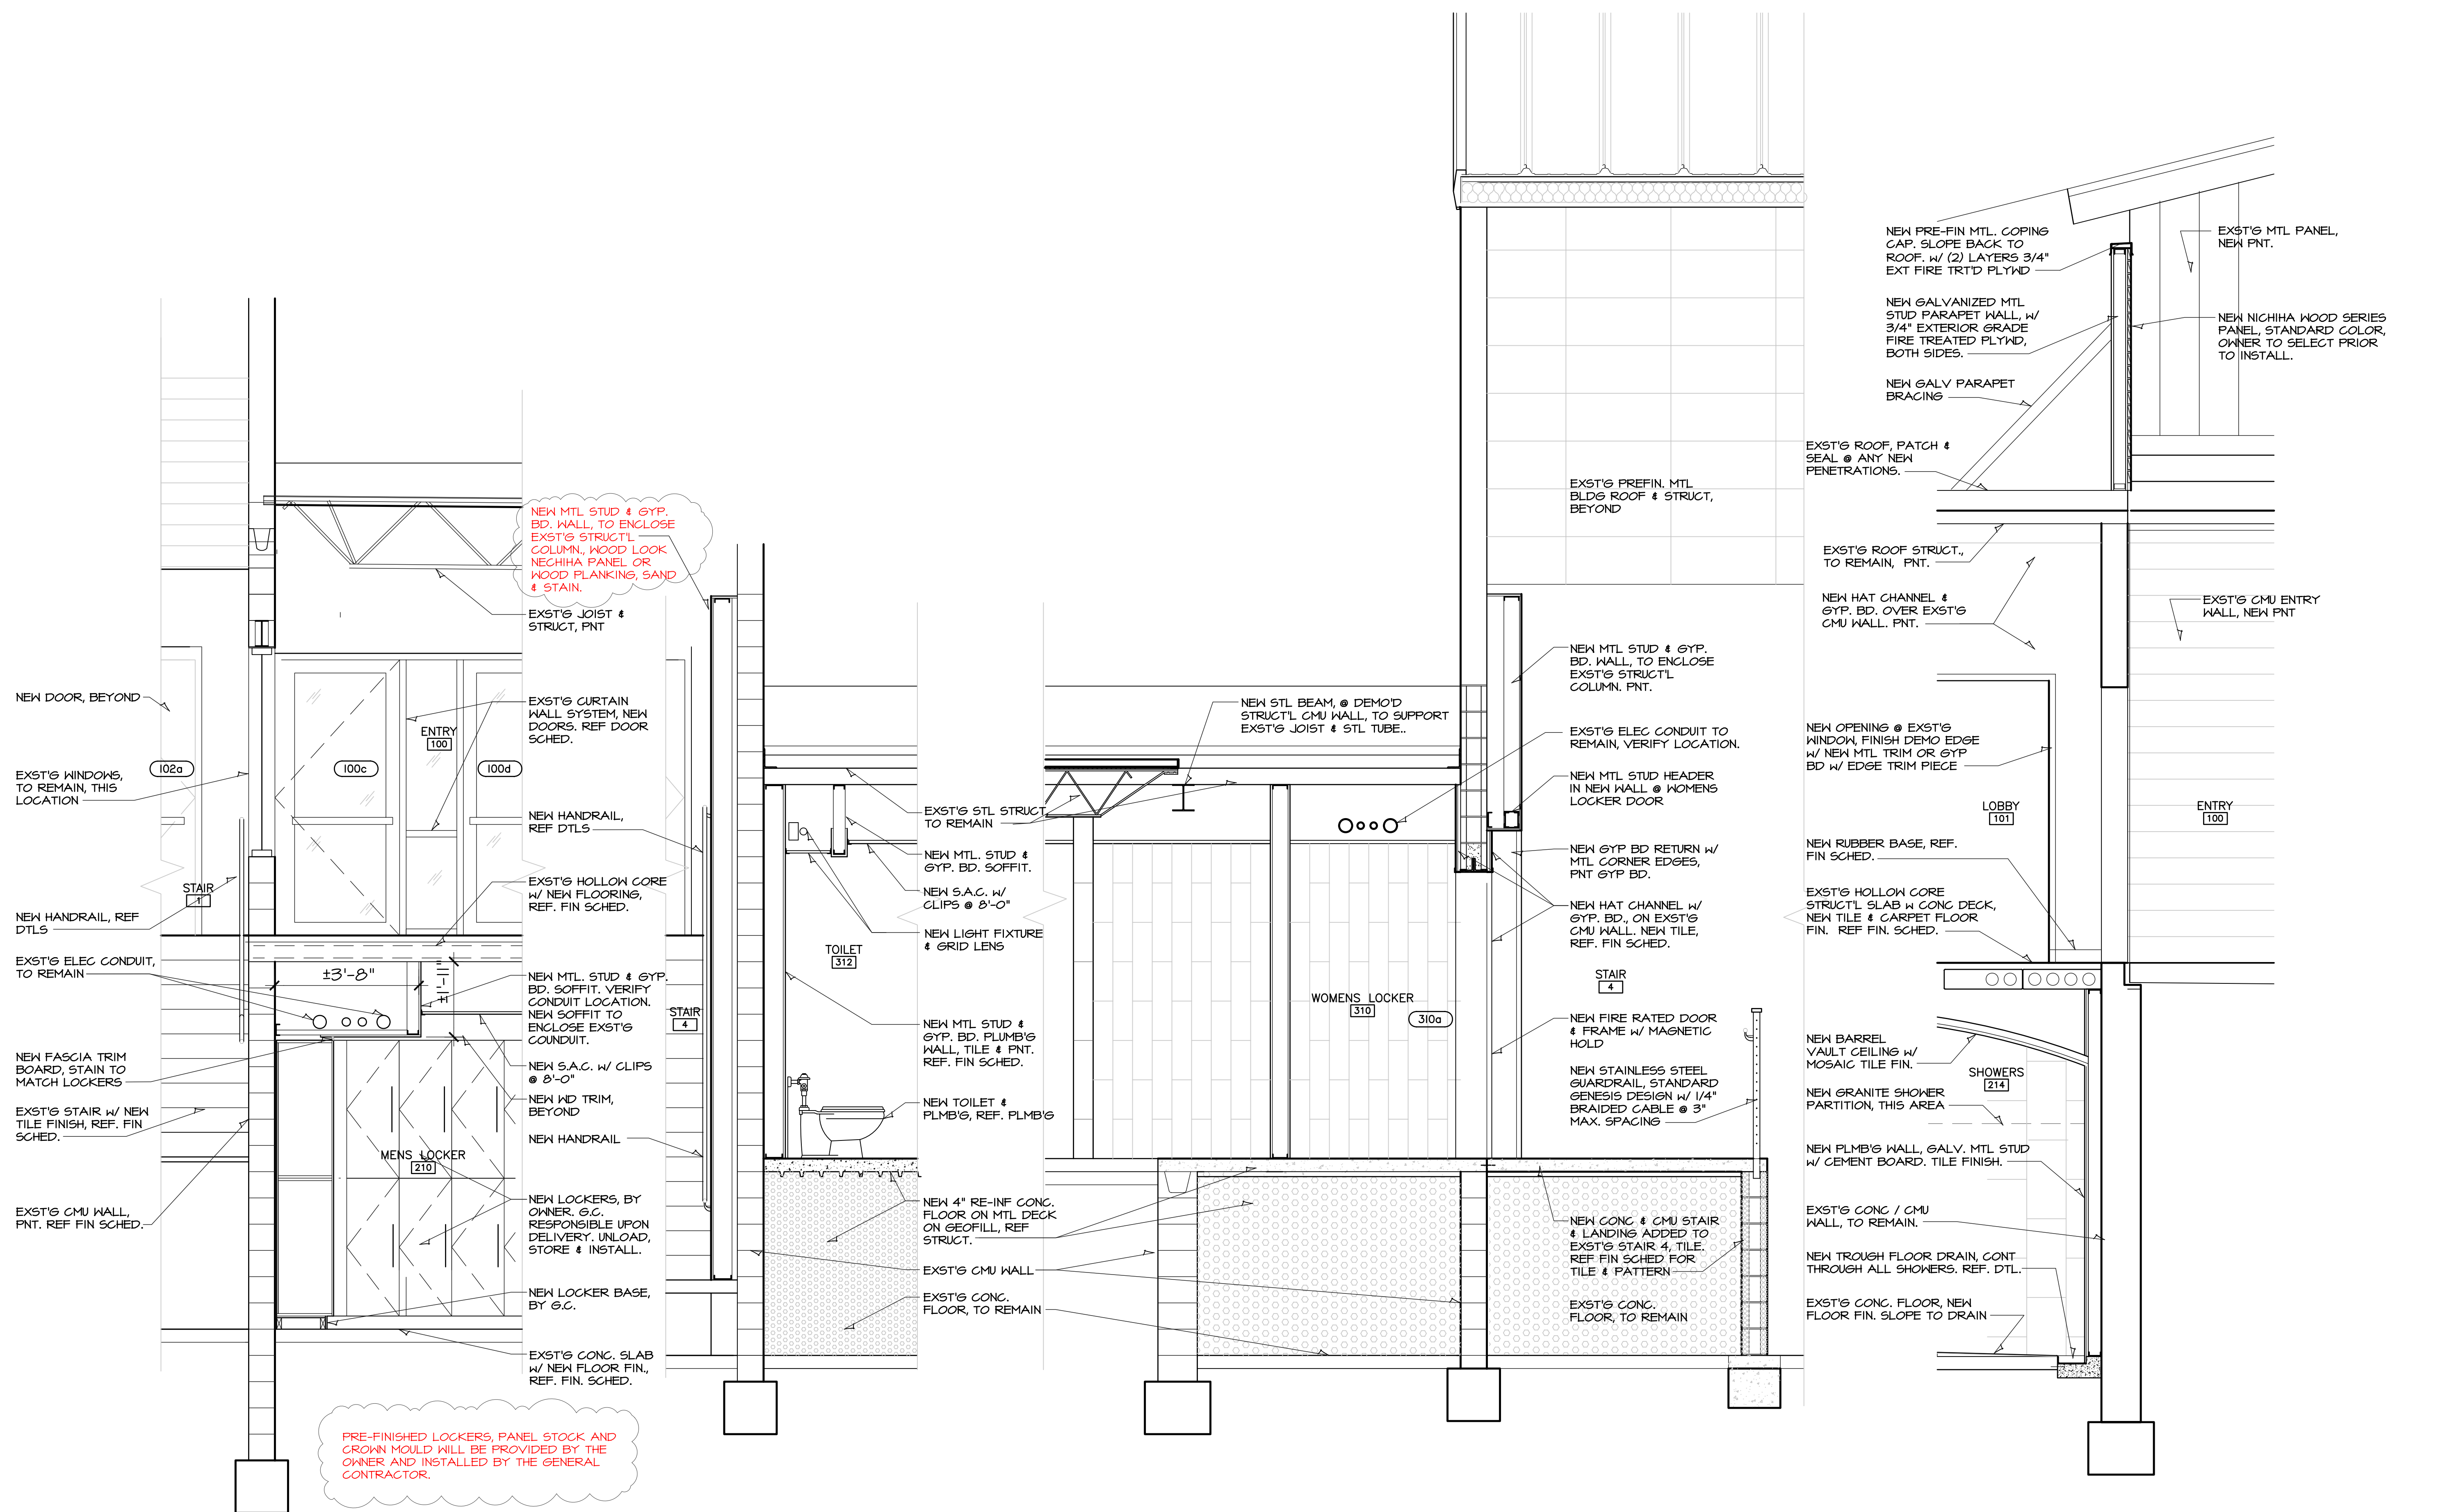 NEW DOOR, BEYOND
EXST'G WINDOWS,
TO REMAIN, THIS
LOCATION
NEW HANDRAIL, REF
DTLS
EXST'G ELEC CONDUIT,
TO REMAIN
NEW FASCIA TRIM
BOARD, STAIN TO
MATCH LOCKERS
EXST'G STAIR w/ NEW
TILE FINISH, REF. FIN
SCHED.
EXST'G CMU WALL,
PNT. REF FIN SCHED.
102a
STAIR
1
100c
ENTRY
100
100d
±3'-8"
±1'-11"
MENS LOCKER
210
NEW MTL STUD & GYP.
BD. WALL, TO ENCLOSE
EXST'G STRUCT'L
COLUMN., WOOD LOOK
NECHIHA PANEL OR
WOOD PLANKING, SAND
& STAIN.
EXST'G JOIST &
STRUCT, PNT
EXST'G CURTAIN
WALL SYSTEM, NEW
DOORS. REF DOOR
SCHED.
NEW HANDRAIL,
REF DTLS
EXST'G HOLLOW CORE
w/ NEW FLOORING,
REF. FIN SCHED.
NEW MTL. STUD & GYP.
BD. SOFFIT. VERIFY
CONDUIT LOCATION.
NEW SOFFIT TO
ENCLOSE EXST'G
COUNDUIT.
NEW S.A.C. w/ CLIPS
@ 8'-0"
NEW WD TRIM,
BEYOND
NEW HANDRAIL
NEW LOCKERS, BY
OWNER. G.C.
RESPONSIBLE UPON
DELIVERY. UNLOAD,
STORE & INSTALL.
NEW LOCKER BASE,
BY G.C.
EXST'G CONC. SLAB
w/ NEW FLOOR FIN.,
REF. FIN. SCHED.
PRE-FINISHED LOCKERS, PANEL STOCK AND
CROWN MOULD WILL BE PROVIDED BY THE
OWNER AND INSTALLED BY THE GENERAL
CONTRACTOR.
STAIR
4
TOILET
312
EXST'G STL STRUCT
TO REMAIN
NEW MTL. STUD &
GYP. BD. SOFFIT.
NEW S.A.C. w/
CLIPS @ 8'-0"
NEW LIGHT FIXTURE
& GRID LENS
NEW MTL STUD &
GYP. BD. PLUMB'G
WALL, TILE & PNT.
REF. FIN SCHED.
NEW TOILET &
PLMB'G, REF. PLMB'G
NEW 4" RE-INF CONC.
FLOOR ON MTL DECK
ON GEOFILL, REF
STRUCT.
EXST'G CMU WALL
EXST'G CONC.
FLOOR, TO REMAIN
NEW STL BEAM, @ DEMO'D
STRUCT'L CMU WALL, TO SUPPORT
EXST'G JOIST & STL TUBE..
WOMENS LOCKER
310
310a
EXST'G PREFIN. MTL
BLDG ROOF & STRUCT,
BEYOND
NEW MTL STUD & GYP.
BD. WALL, TO ENCLOSE
EXST'G STRUCT'L
COLUMN. PNT.
EXST'G ELEC CONDUIT TO
REMAIN, VERIFY LOCATION.
NEW MTL STUD HEADER
IN NEW WALL @ WOMENS
LOCKER DOOR
NEW GYP BD RETURN w/
MTL CORNER EDGES,
PNT GYP BD.
NEW HAT CHANNEL w/
GYP. BD., ON EXST'G
CMU WALL. NEW TILE,
REF. FIN SCHED.
STAIR
4
NEW FIRE RATED DOOR
& FRAME w/ MAGNETIC
HOLD
NEW STAINLESS STEEL
GUARDRAIL, STANDARD
GENESIS DESIGN w/ 1/4"
BRAIDED CABLE @ 3"
MAX. SPACING
NEW CONC & CMU STAIR
& LANDING ADDED TO
EXST'G STAIR 4, TILE.
REF FIN SCHED FOR
TILE & PATTERN
EXST'G CONC.
FLOOR, TO REMAIN
NEW PRE-FIN MTL. COPING
CAP. SLOPE BACK TO
ROOF. w/ (2) LAYERS 3/4"
EXT FIRE TRT'D PLYWD
NEW GALVANIZED MTL
STUD PARAPET WALL, w/
3/4" EXTERIOR GRADE
FIRE TREATED PLYWD,
BOTH SIDES.
NEW GALV PARAPET
BRACING
EXST'G ROOF, PATCH &
SEAL @ ANY NEW
PENETRATIONS.
EXST'G ROOF STRUCT.,
TO REMAIN, PNT.
NEW HAT CHANNEL &
GYP. BD. OVER EXST'G
CMU WALL. PNT.
NEW OPENING @ EXST'G
WINDOW, FINISH DEMO EDGE
w/ NEW MTL TRIM OR GYP
BD w/ EDGE TRIM PIECE
LOBBY
101
NEW RUBBER BASE, REF.
FIN SCHED.
EXST'G HOLLOW CORE
STRUCT'L SLAB w CONC DECK,
NEW TILE & CARPET FLOOR
FIN. REF FIN. SCHED.
NEW BARREL
VAULT CEILING w/
MOSAIC TILE FIN.
SHOWERS
214
NEW GRANITE SHOWER
PARTITION, THIS AREA
NEW PLMB'G WALL, GALV. MTL STUD
w/ CEMENT BOARD. TILE FINISH.
EXST'G CONC / CMU
WALL, TO REMAIN.
NEW TROUGH FLOOR DRAIN, CONT
THROUGH ALL SHOWERS. REF. DTL.
EXST'G CONC. FLOOR, NEW
FLOOR FIN. SLOPE TO DRAIN
EXST'G MTL PANEL,
NEW PNT.
NEW NICHIHA WOOD SERIES
PANEL, STANDARD COLOR,
OWNER TO SELECT PRIOR
TO INSTALL.
EXST'G CMU ENTRY
WALL, NEW PNT
ENTRY
100